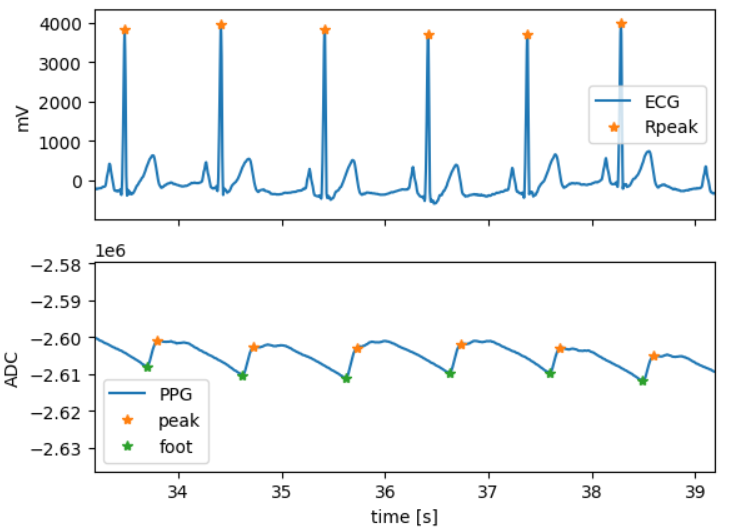 4000
3000
2000
1000
0
mV
ECG
Rpeak
1e6
−2.58
−2.59
−2.60
−2.61
−2.62
−2.63
ADC
PPG
peak
foot
34 35 36 37 38 39
time [s]